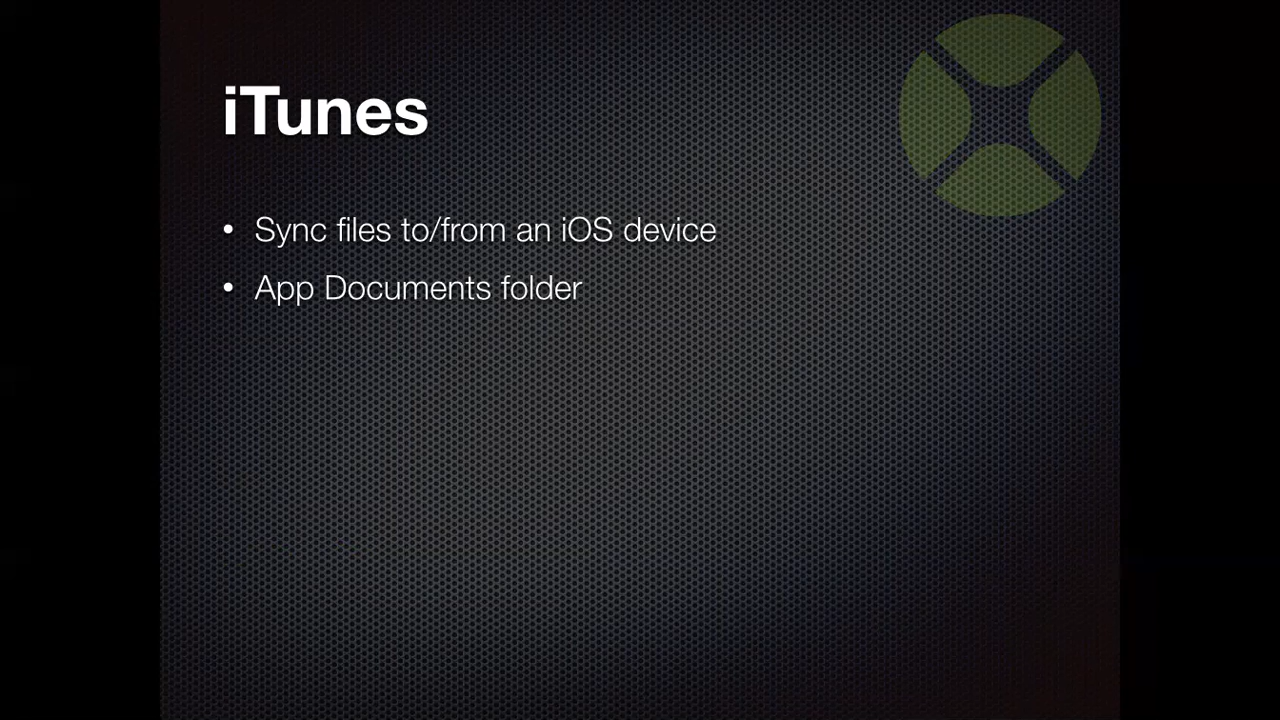 iTunes
• Sync files to/from an iOS device
• App Documents folder